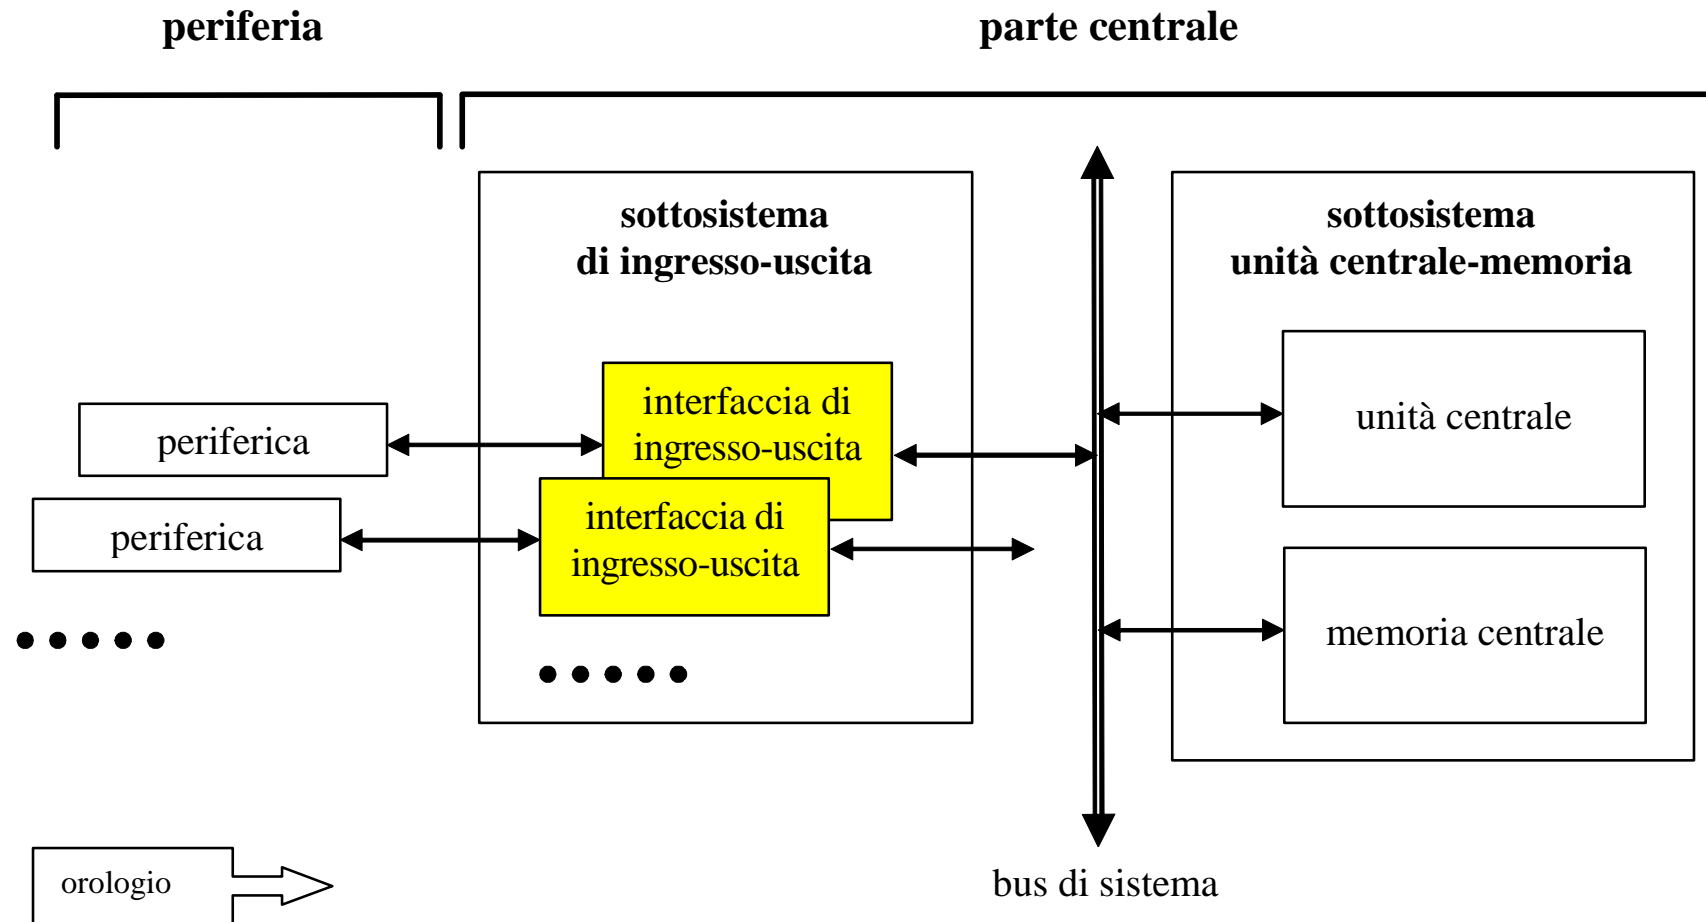 periferia
parte centrale
sottosistema
di ingresso-uscita
sottosistema
unità centrale-memoria
interfaccia di
ingresso-uscita
unità centrale
periferica
interfaccia di
ingresso-uscita
periferica
memoria centrale
orologio
bus di sistema